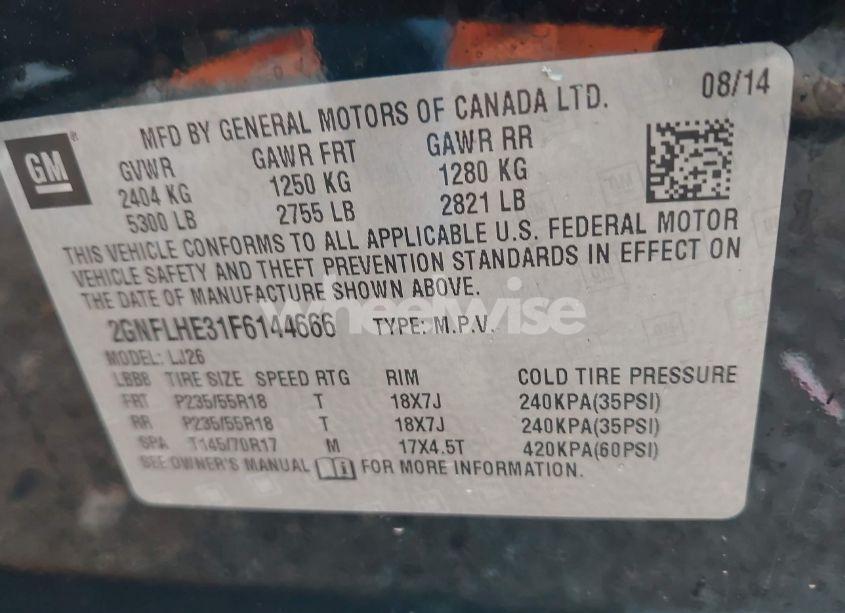 MFD BY GENERAL MOTORS OF CANADA LTD. 08/14
GM
GVWR GAWR FRT GAWR RR
2404 KG 1250 KG 1280 KG
5300 LB 2755 LB 2821 LB
THIS VEHICLE CONFORMS TO ALL APPLICABLE U.S. FEDERAL MOTOR
VEHICLE SAFETY AND THEFT PREVENTION STANDARDS IN EFFECT ON
THE DATE OF MANUFACTURE SHOWN ABOVE.
wheelwise
2GNFLHE31F6144666 TYPE: M.P.V.
MODEL: LJ26
LBBB TIRE SIZE SPEED RTG RIM COLD TIRE PRESSURE
FRT P235/55R18 T 18X7J 240KPA(35PSI)
RR P235/55R18 T 18X7J 240KPA(35PSI)
SPA T145/70R17 M 17X4.5T 420KPA(60PSI)
SEE OWNER'S MANUAL FOR MORE INFORMATION.